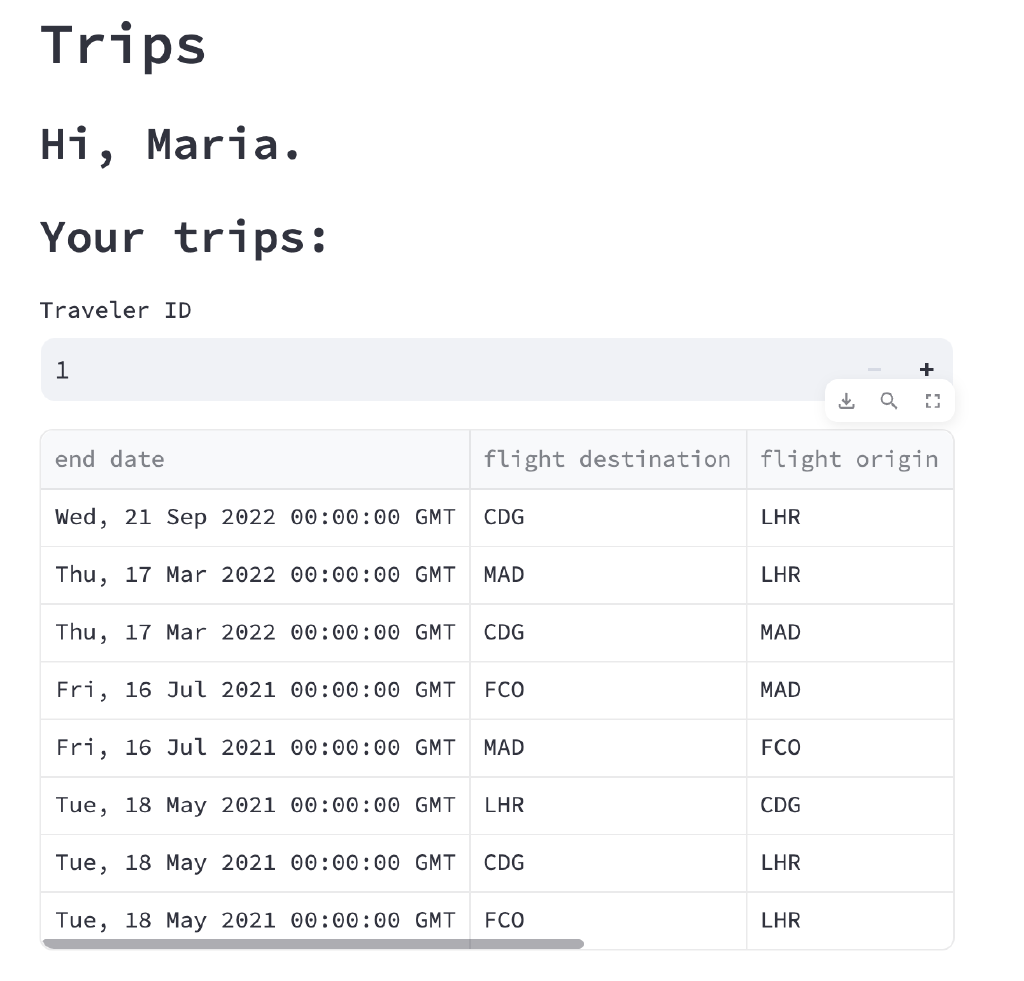 Trips
Hi, Maria.
Your trips:
Traveler ID
1 − +
end date flight destination flight origin
Wed, 21 Sep 2022 00:00:00 GMT CDG LHR
Thu, 17 Mar 2022 00:00:00 GMT MAD LHR
Thu, 17 Mar 2022 00:00:00 GMT CDG MAD
Fri, 16 Jul 2021 00:00:00 GMT FCO MAD
Fri, 16 Jul 2021 00:00:00 GMT MAD FCO
Tue, 18 May 2021 00:00:00 GMT LHR CDG
Tue, 18 May 2021 00:00:00 GMT CDG LHR
Tue, 18 May 2021 00:00:00 GMT FCO LHR